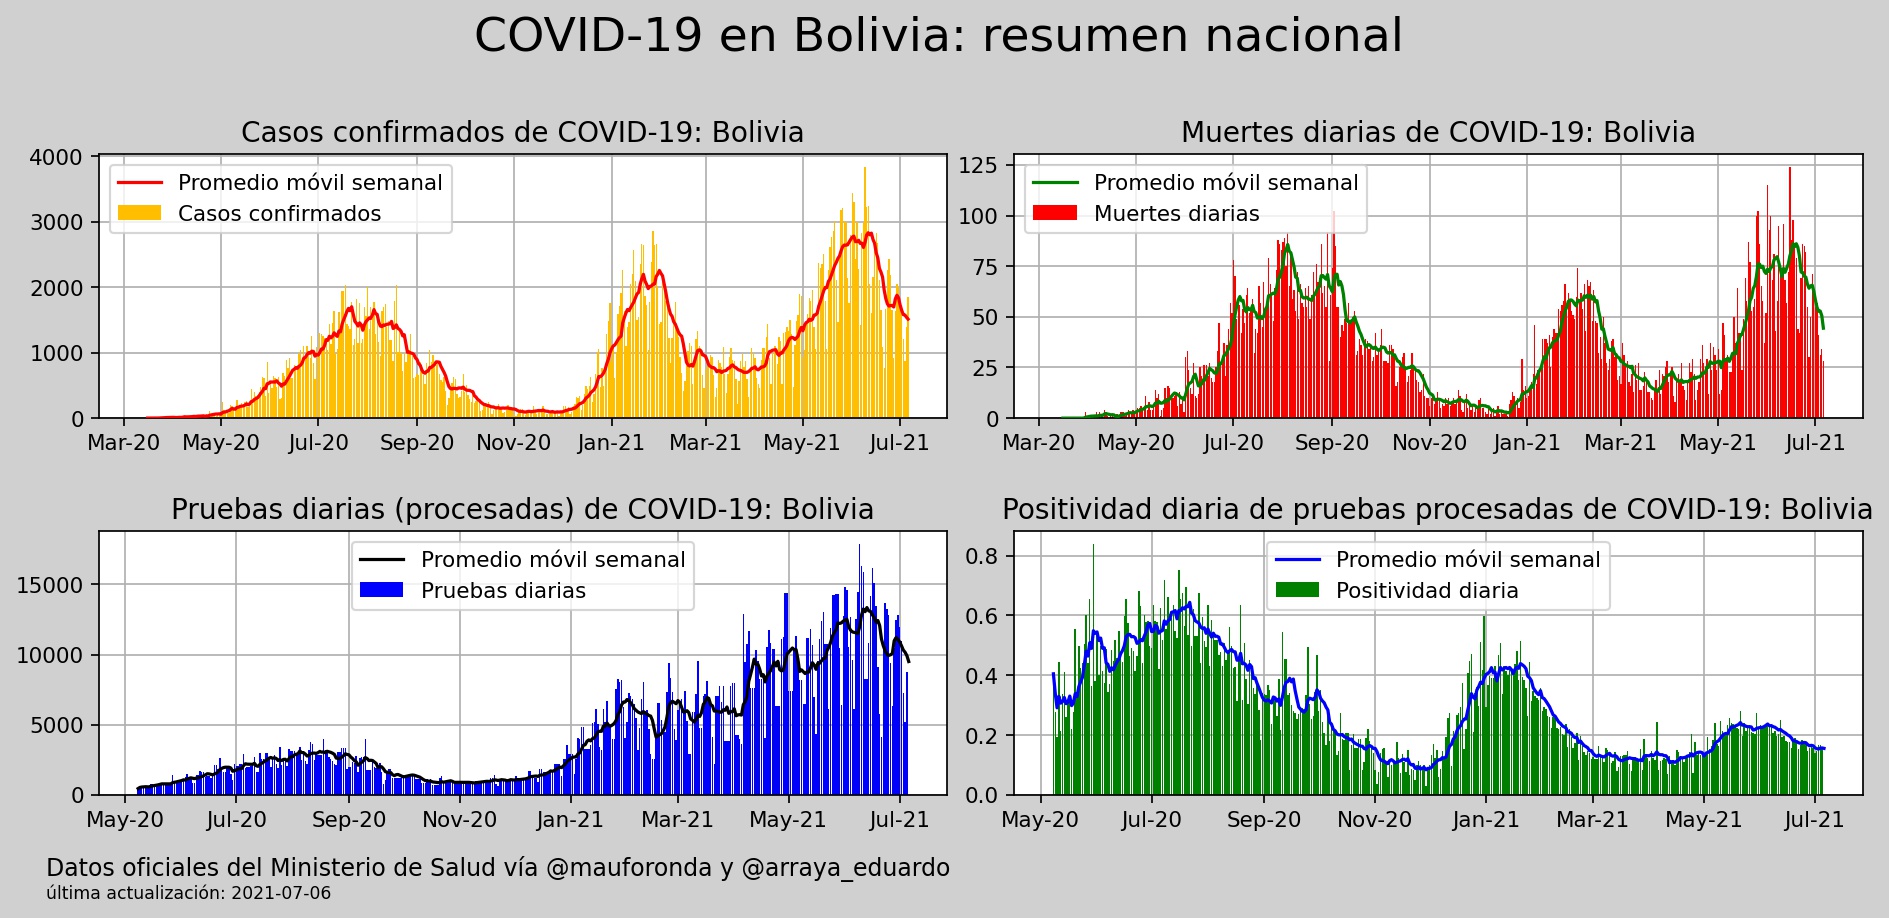 COVID-19 en Bolivia: resumen nacional
Casos confirmados de COVID-19: Bolivia
4000
3000
2000
1000
0
Promedio móvil semanal
Casos confirmados
Mar-20 May-20 Jul-20 Sep-20 Nov-20 Jan-21 Mar-21 May-21 Jul-21
Muertes diarias de COVID-19: Bolivia
125
100
75
50
25
0
Promedio móvil semanal
Muertes diarias
Mar-20 May-20 Jul-20 Sep-20 Nov-20 Jan-21 Mar-21 May-21 Jul-21
Pruebas diarias (procesadas) de COVID-19: Bolivia
15000
10000
5000
0
Promedio móvil semanal
Pruebas diarias
May-20 Jul-20 Sep-20 Nov-20 Jan-21 Mar-21 May-21 Jul-21
Positividad diaria de pruebas procesadas de COVID-19: Bolivia
0.8
0.6
0.4
0.2
0.0
Promedio móvil semanal
Positividad diaria
May-20 Jul-20 Sep-20 Nov-20 Jan-21 Mar-21 May-21 Jul-21
Datos oficiales del Ministerio de Salud vía @mauforonda y @arraya_eduardo
última actualización: 2021-07-06